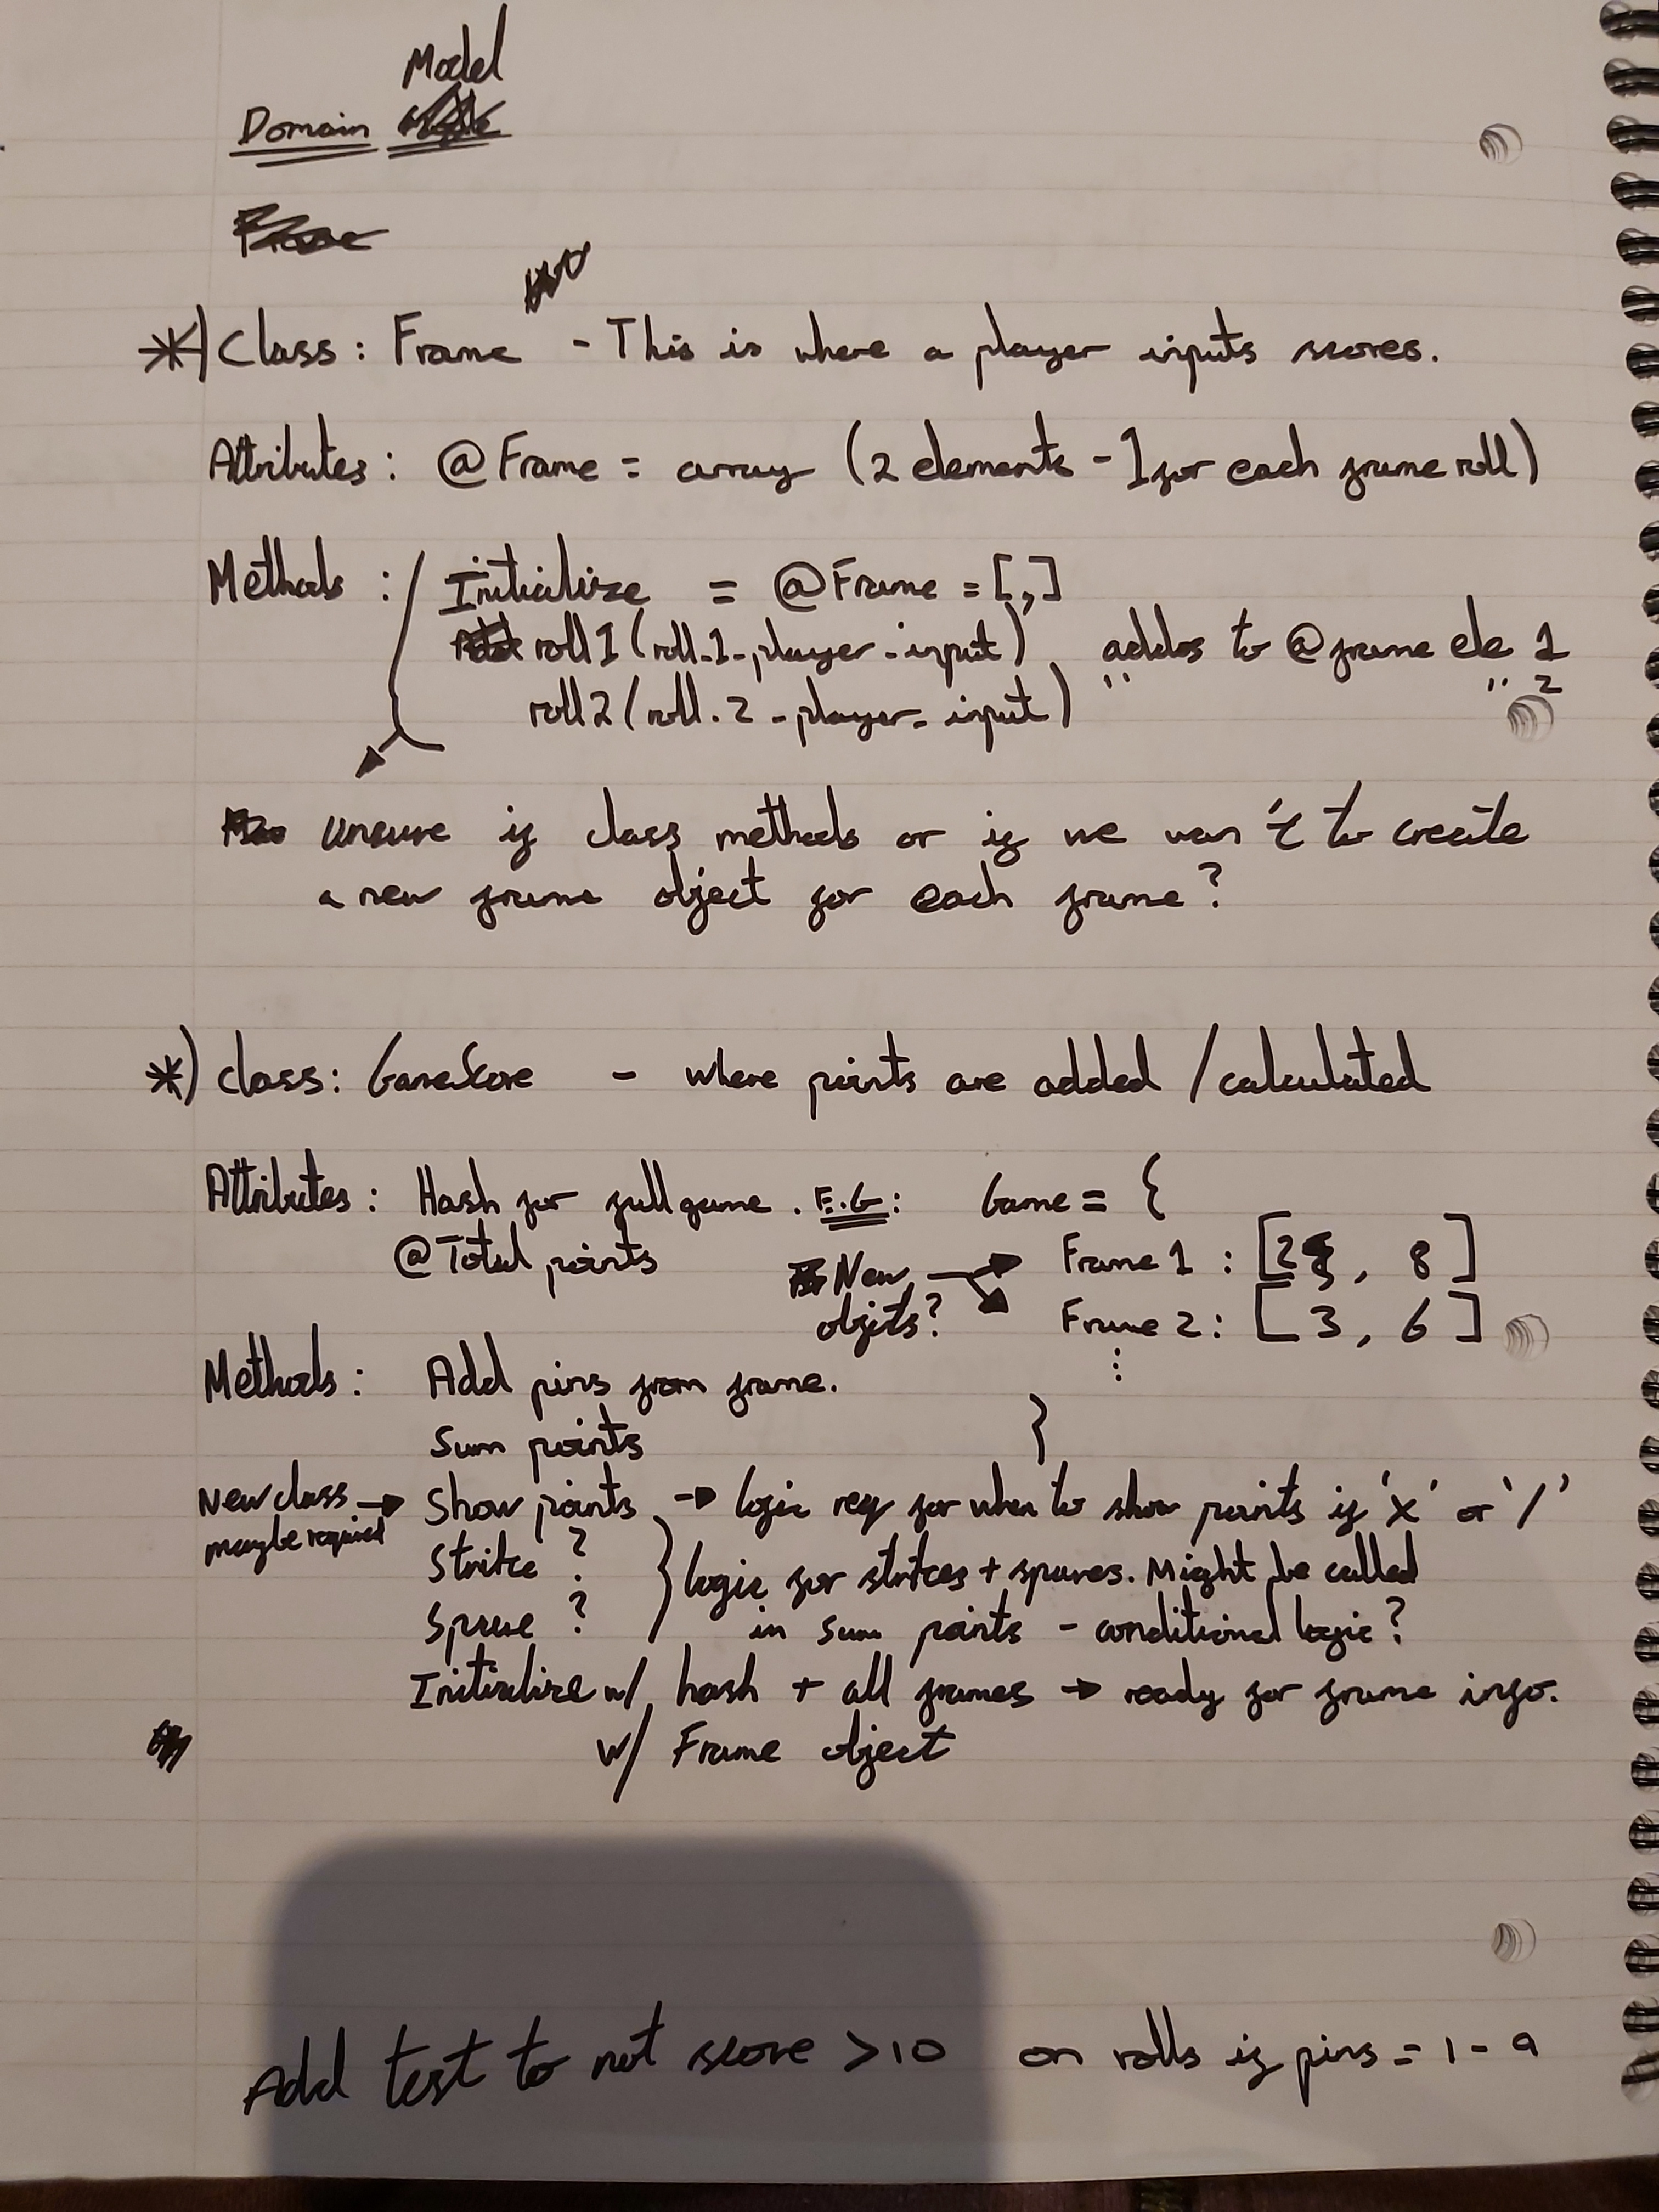 Model
Domain
*) Class: Frame - This is where a player inputs scores.
Attributes: @Frame = array (2 elements - 1 for each frame roll)
Methods: Initialize = @Frame = [,]
roll1 (roll_1_player_input) addes to @frame ele 1
roll2 (roll_2_player_input) " " 2
Unsure if class methods or if we wan't to create
a new frame object for each frame?
*) Class: GameScore - where points are added / calculated
Attributes: Hash for full game. E.G: Game = {
@Total points New objects? → Frame 1: [2, 8]
Frame 2: [3, 6]
⋮
Methods: Add pins from frame.
Sum points }
New class maybe required → Show points → logic req for when to show points if 'X' or '/'
Strike? } logic for strikes + spares. Might be called
Spare? in sum points - conditional logic?
Initialize w/ hash + all frames → ready for frame info.
w/ Frame object
Add test to not score >10 on rolls if pins = 1-9